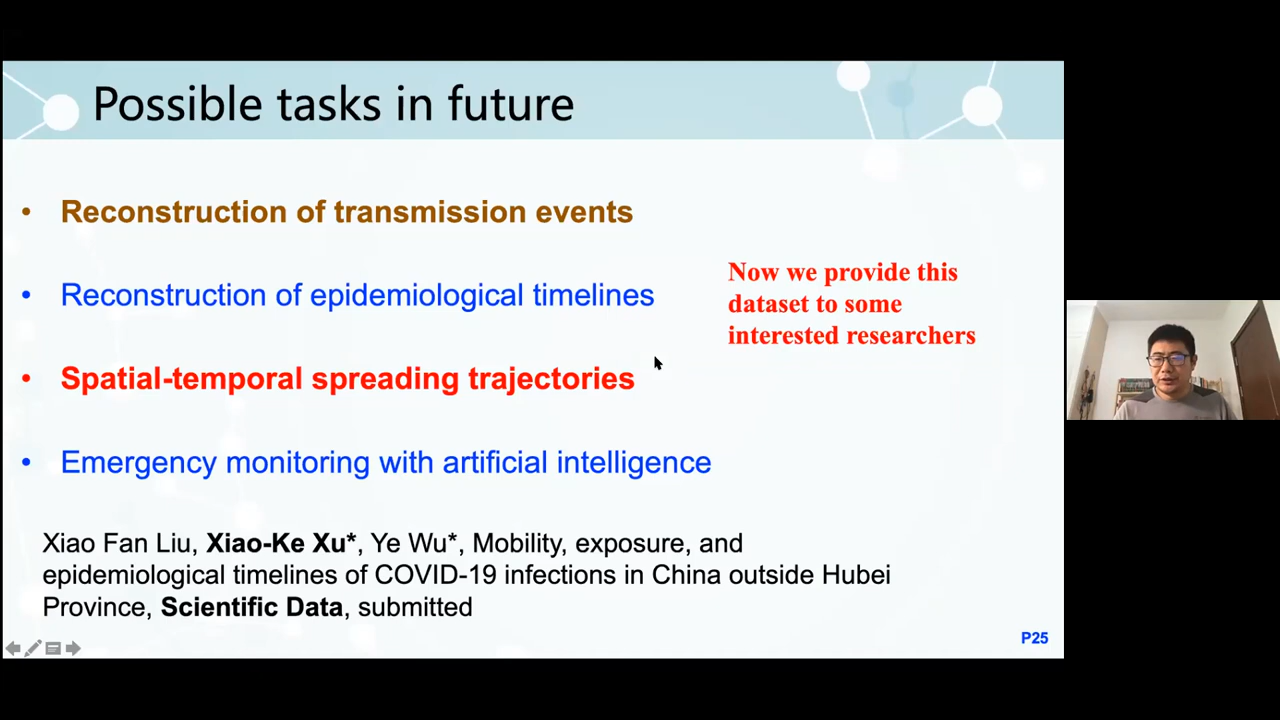 Possible tasks in future
• Reconstruction of transmission events
• Reconstruction of epidemiological timelines
• Spatial-temporal spreading trajectories
• Emergency monitoring with artificial intelligence
Now we provide this
dataset to some
interested researchers
Xiao Fan Liu, Xiao-Ke Xu*, Ye Wu*, Mobility, exposure, and
epidemiological timelines of COVID-19 infections in China outside Hubei
Province, Scientific Data, submitted
P25